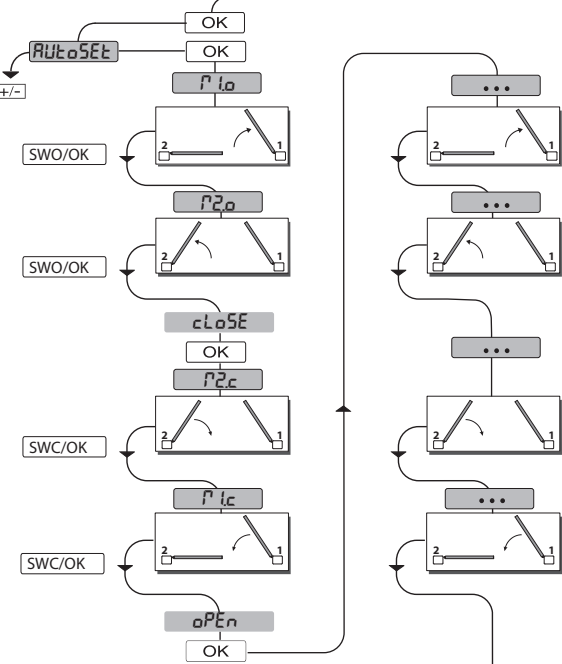 OK
AUtoSEt
OK
+/-
M1.o
2
1
SWO/OK
M2.o
2
1
SWO/OK
cLoSE
OK
M2.c
2
1
SWC/OK
M1.c
2
1
SWC/OK
oPEn
OK
...
2
1
...
2
1
...
2
1
...
2
1